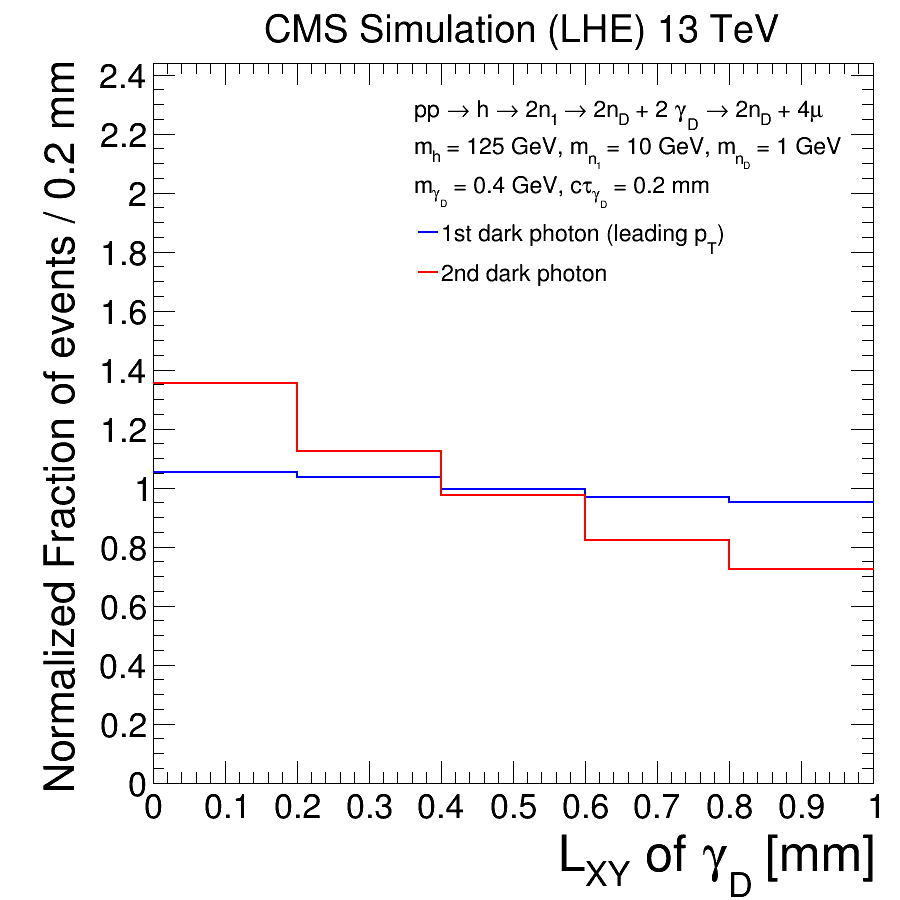 CMS Simulation (LHE) 13 TeV
Normalized Fraction of events / 0.2 mm
2.4
2.2
2
1.8
1.6
1.4
1.2
1
0.8
0.6
0.4
0.2
0
pp → h → 2n₁ → 2n_D + 2 γ_D → 2n_D + 4μ
m_h = 125 GeV, m_n₁ = 10 GeV, m_n_D = 1 GeV
m_γ_D = 0.4 GeV, cτ_γ_D = 0.2 mm
1st dark photon (leading p_T)
2nd dark photon
0 0.1 0.2 0.3 0.4 0.5 0.6 0.7 0.8 0.9 1
L_XY of γ_D [mm]